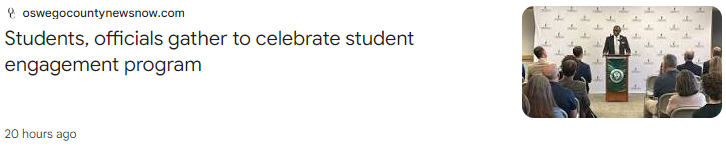 oswegocountynewsnow.com
Students, officials gather to celebrate student
engagement program
20 hours ago